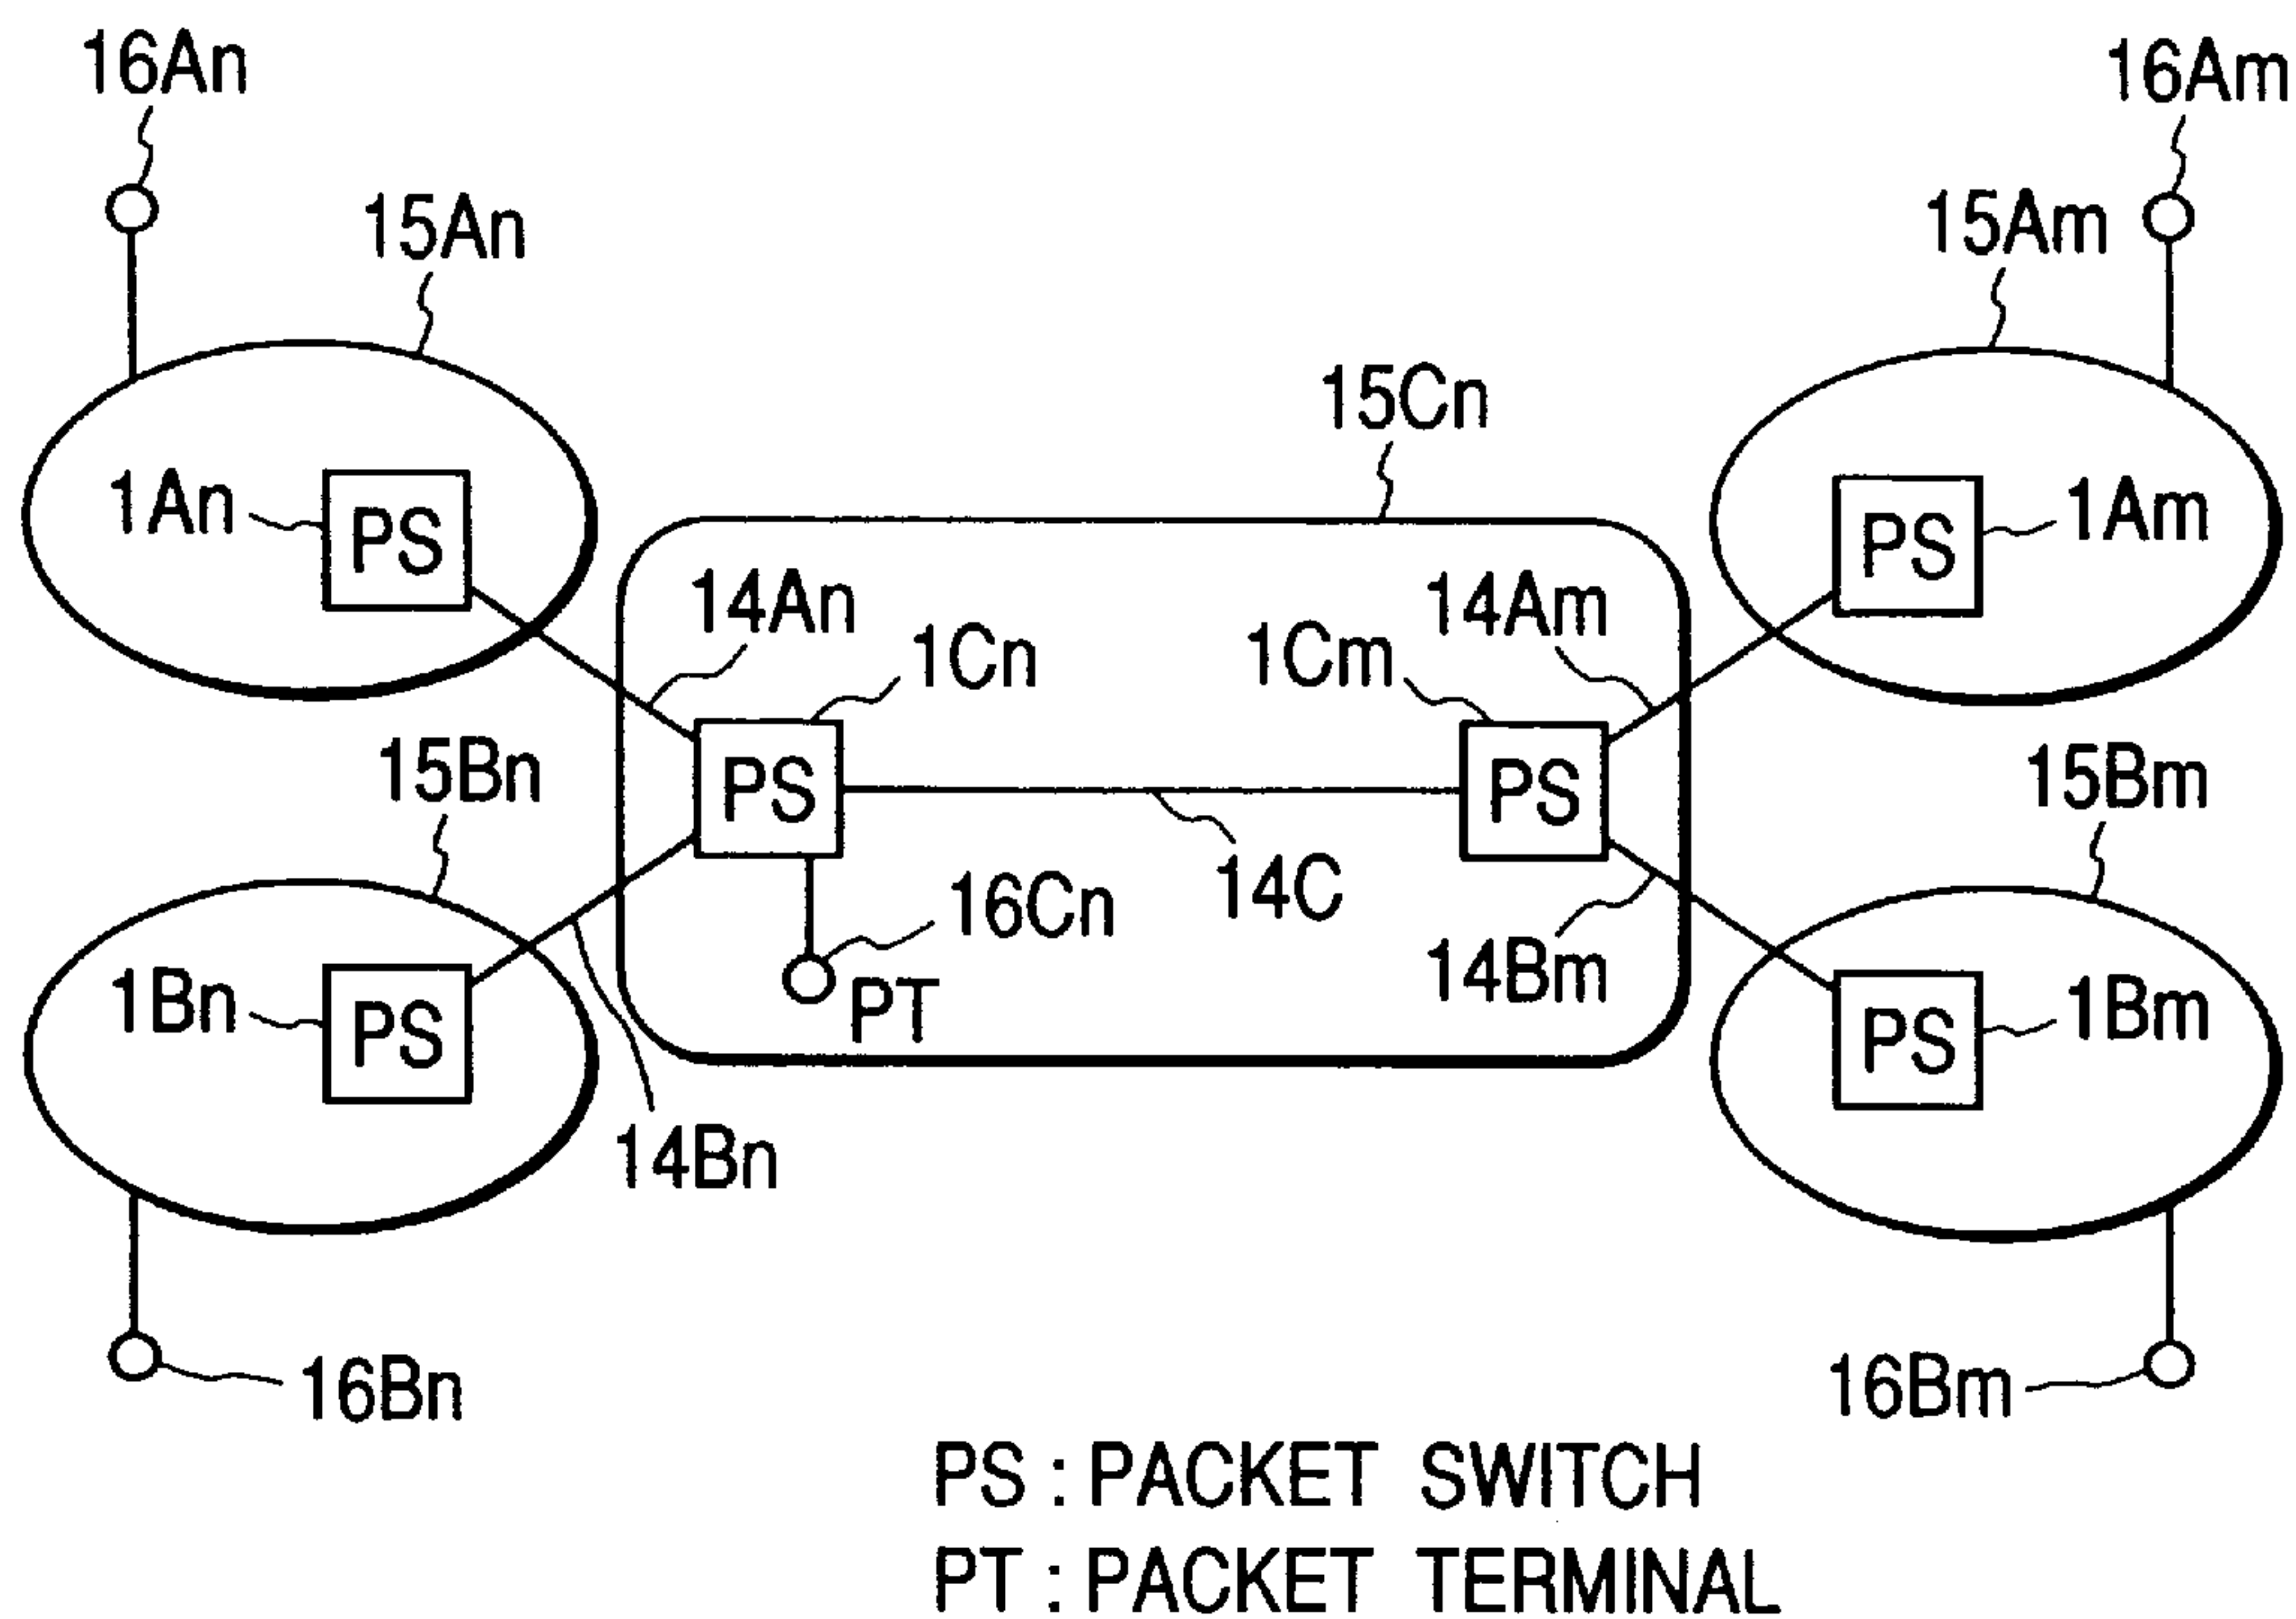 16An
16Am
15An
15Am
15Cn
1An
PS
PS
1Am
14An
14Am
1Cn
1Cm
15Bn
15Bm
PS
PS
14C
16Cn
14Bm
PT
1Bn
PS
PS
1Bm
14Bn
16Bn
16Bm
PS : PACKET SWITCH
PT : PACKET TERMINAL